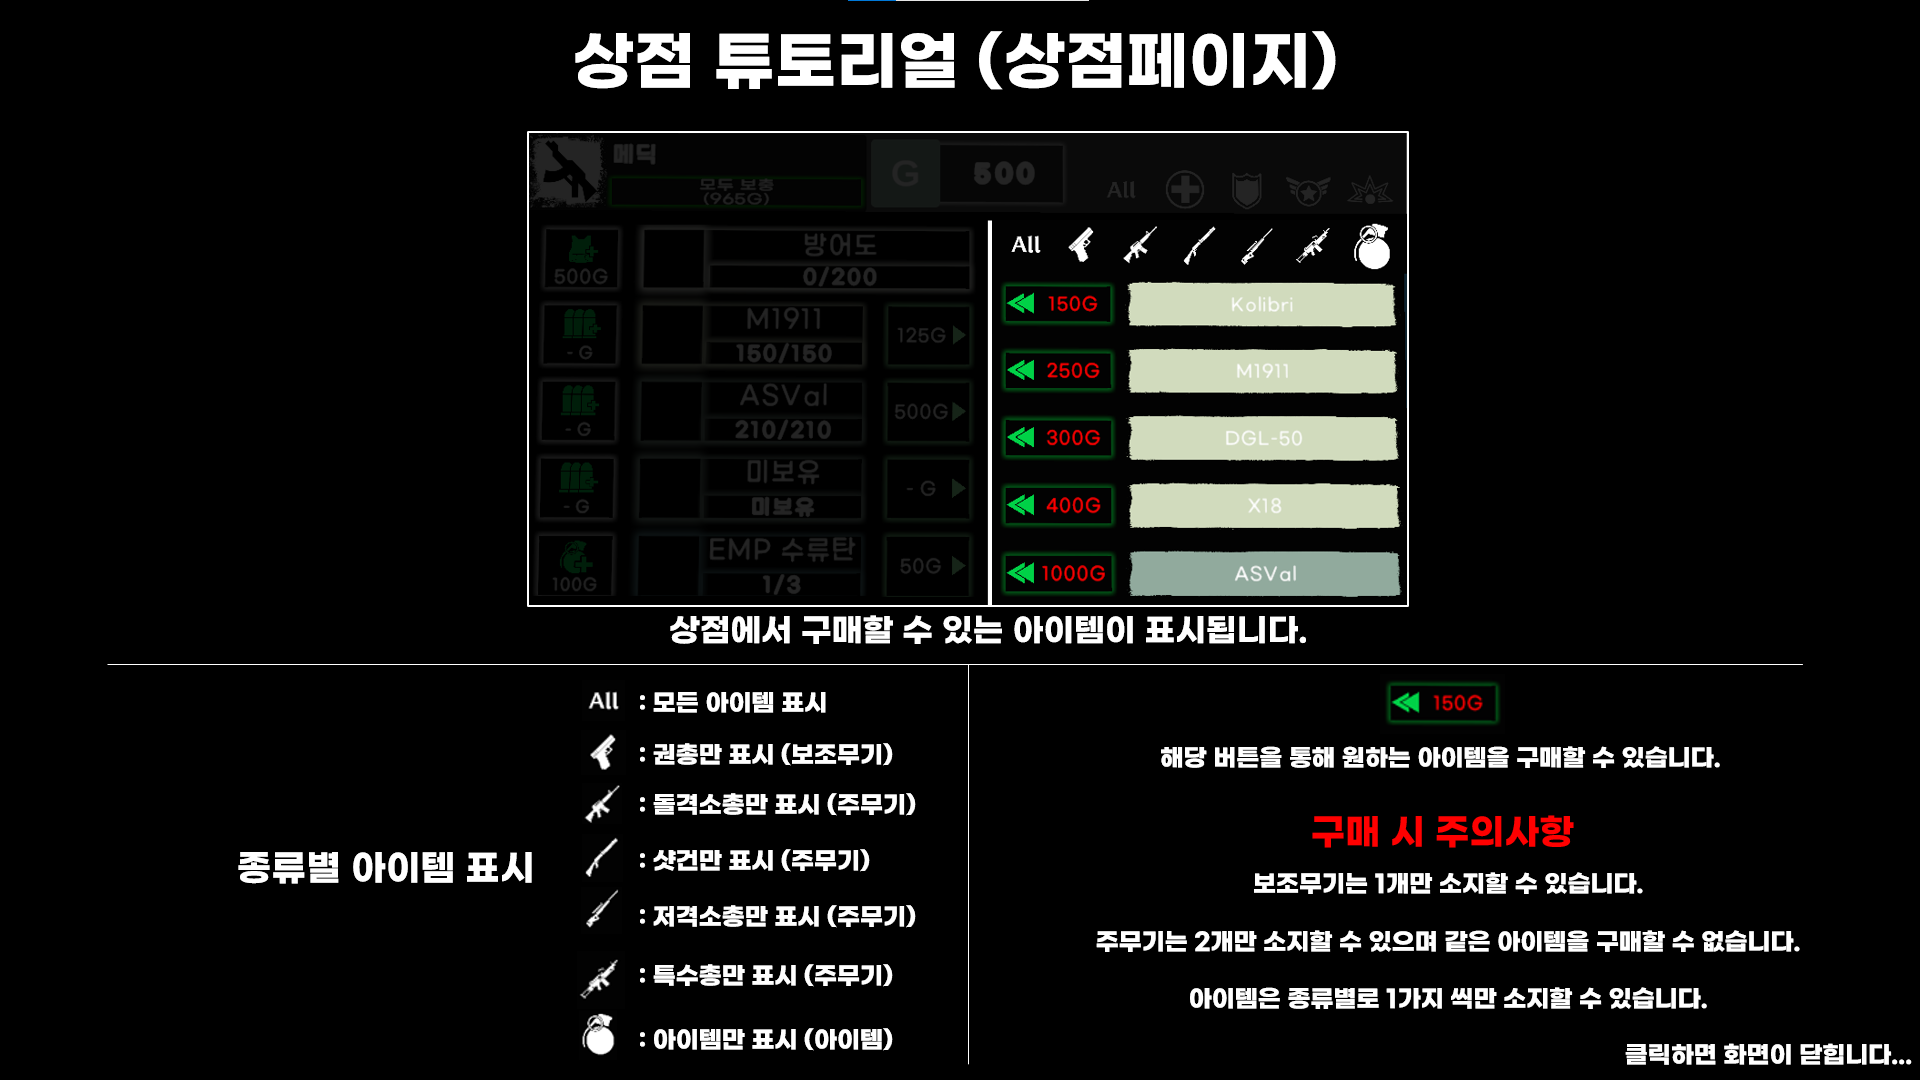 상점 튜토리얼 (상점페이지)
메딕
모두 보충
(965G)
G
500
All
500G
방어도
0/200
- G
M1911
150/150
125G
- G
ASVal
210/210
500G
- G
미보유
미보유
- G
100G
EMP 수류탄
1/3
50G
All
150G
Kolibri
250G
M1911
300G
DGL-50
400G
X18
1000G
ASVal
상점에서 구매할 수 있는 아이템이 표시됩니다.
종류별 아이템 표시
All : 모든 아이템 표시
: 권총만 표시 (보조무기)
: 돌격소총만 표시 (주무기)
: 샷건만 표시 (주무기)
: 저격소총만 표시 (주무기)
: 특수총만 표시 (주무기)
: 아이템만 표시 (아이템)
150G
해당 버튼을 통해 원하는 아이템을 구매할 수 있습니다.
구매 시 주의사항
보조무기는 1개만 소지할 수 있습니다.
주무기는 2개만 소지할 수 있으며 같은 아이템을 구매할 수 없습니다.
아이템은 종류별로 1가지 씩만 소지할 수 있습니다.
클릭하면 화면이 닫힙니다...